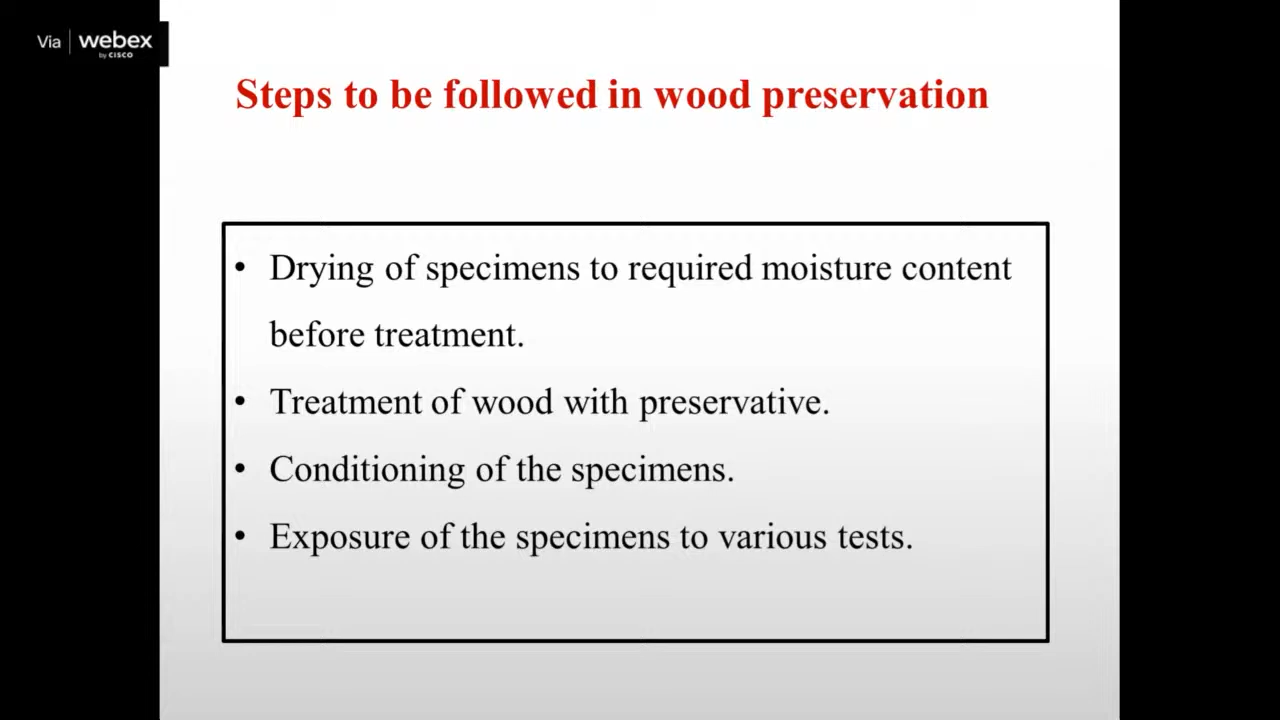 Via webex
by CISCO
Steps to be followed in wood preservation
• Drying of specimens to required moisture content
before treatment.
• Treatment of wood with preservative.
• Conditioning of the specimens.
• Exposure of the specimens to various tests.